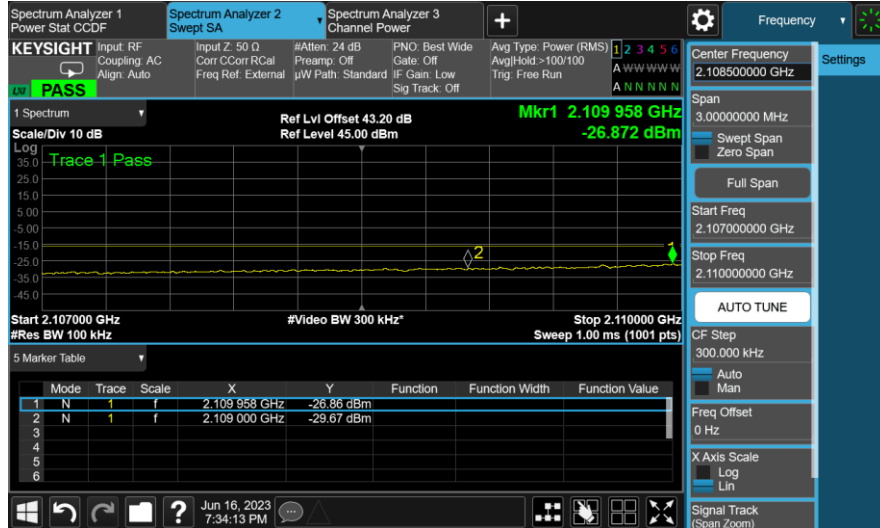 Spectrum Analyzer 1
Power Stat CCDF
Spectrum Analyzer 2
Swept SA
Spectrum Analyzer 3
Channel Power
Frequency
KEYSIGHT
Input: RF
Coupling: AC
Align: Auto
Input Z: 50 Ω
Corr CCorr RCal
Freq Ref: External
#Atten: 24 dB
Preamp: Off
µW Path: Standard
PNO: Best Wide
Gate: Off
IF Gain: Low
Sig Track: Off
Avg Type: Power (RMS)
Avg|Hold:>100/100
Trig: Free Run
1 2 3 4 5 6
A W W W W W
A N N N N N
LXI
PASS
1 Spectrum
Scale/Div 10 dB
Ref Lvl Offset 43.20 dB
Ref Level 45.00 dBm
Mkr1 2.109 958 GHz
-26.872 dBm
Log
Trace 1 Pass
35.0
25.0
15.0
5.00
-5.00
-15.0
-25.0
-35.0
-45.0
2
1
Start 2.107000 GHz
#Res BW 100 kHz
#Video BW 300 kHz*
Stop 2.110000 GHz
Sweep 1.00 ms (1001 pts)
5 Marker Table
Mode Trace Scale X Y Function Function Width Function Value
1 N 1 f 2.109 958 GHz -26.86 dBm
2 N 1 f 2.109 000 GHz -29.67 dBm
3
4
5
6
Center Frequency
2.108500000 GHz
Settings
Span
3.00000000 MHz
Swept Span
Zero Span
Full Span
Start Freq
2.107000000 GHz
Stop Freq
2.110000000 GHz
AUTO TUNE
CF Step
300.000 kHz
Auto
Man
Freq Offset
0 Hz
X Axis Scale
Log
Lin
Signal Track
(Span Zoom)
?
Jun 16, 2023
7:34:13 PM